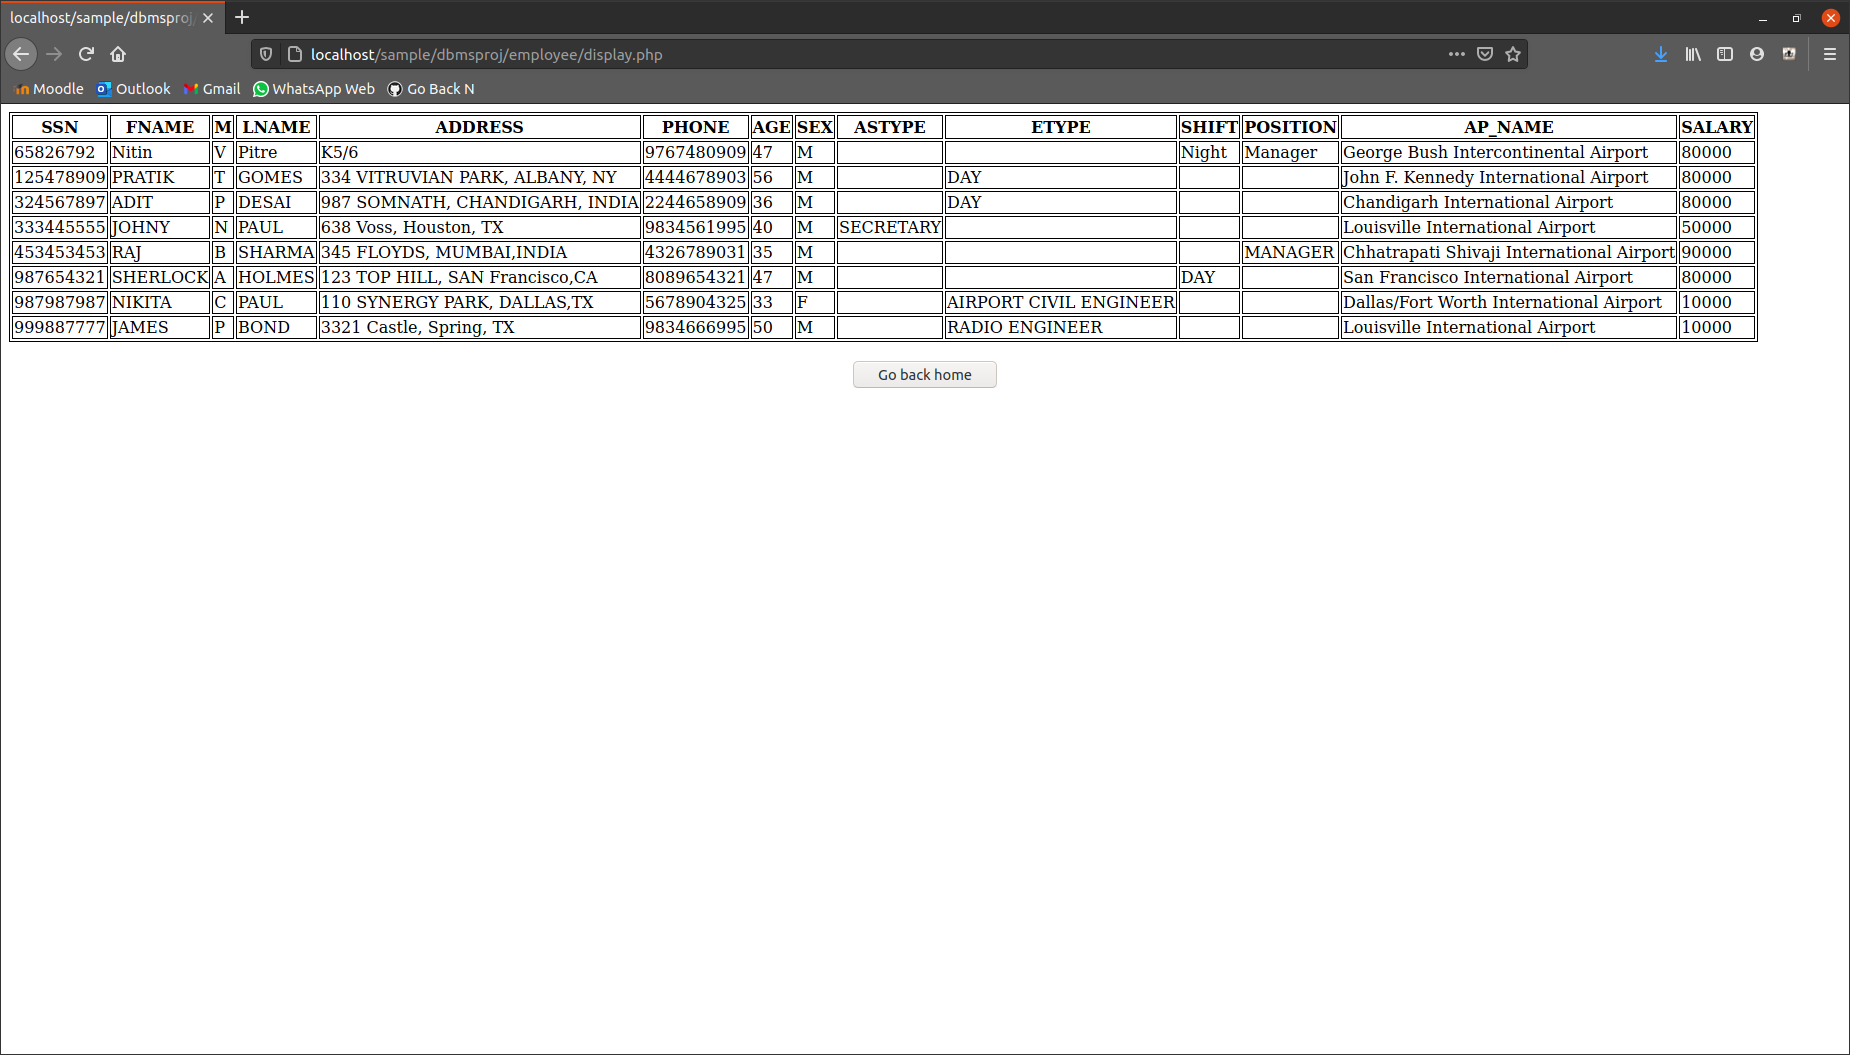 localhost/sample/dbmsproj
localhost/sample/dbmsproj/employee/display.php
Moodle Outlook Gmail WhatsApp Web Go Back N
SSN FNAME M LNAME ADDRESS PHONE AGE SEX ASTYPE ETYPE SHIFT POSITION AP_NAME SALARY
65826792 Nitin V Pitre K5/6 9767480909 47 M Night Manager George Bush Intercontinental Airport 80000
125478909 PRATIK T GOMES 334 VITRUVIAN PARK, ALBANY, NY 4444678903 56 M DAY John F. Kennedy International Airport 80000
324567897 ADIT P DESAI 987 SOMNATH, CHANDIGARH, INDIA 2244658909 36 M DAY Chandigarh International Airport 80000
333445555 JOHNY N PAUL 638 Voss, Houston, TX 9834561995 40 M SECRETARY Louisville International Airport 50000
453453453 RAJ B SHARMA 345 FLOYDS, MUMBAI,INDIA 4326789031 35 M MANAGER Chhatrapati Shivaji International Airport 90000
987654321 SHERLOCK A HOLMES 123 TOP HILL, SAN Francisco,CA 8089654321 47 M DAY San Francisco International Airport 80000
987987987 NIKITA C PAUL 110 SYNERGY PARK, DALLAS,TX 5678904325 33 F AIRPORT CIVIL ENGINEER Dallas/Fort Worth International Airport 10000
999887777 JAMES P BOND 3321 Castle, Spring, TX 9834666995 50 M RADIO ENGINEER Louisville International Airport 10000
Go back home